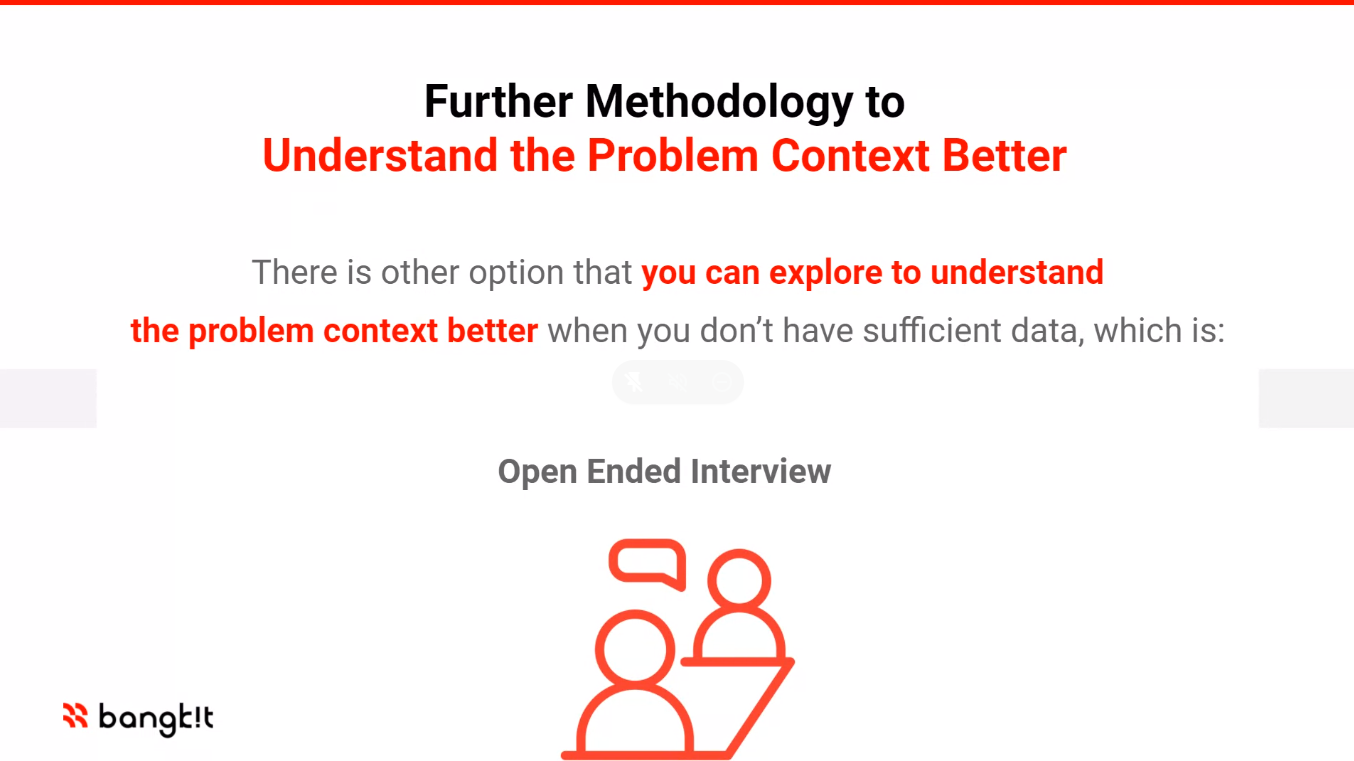 Further Methodology to
Understand the Problem Context Better
There is other option that you can explore to understand
the problem context better when you don’t have sufficient data, which is:
Open Ended Interview
bangk!t